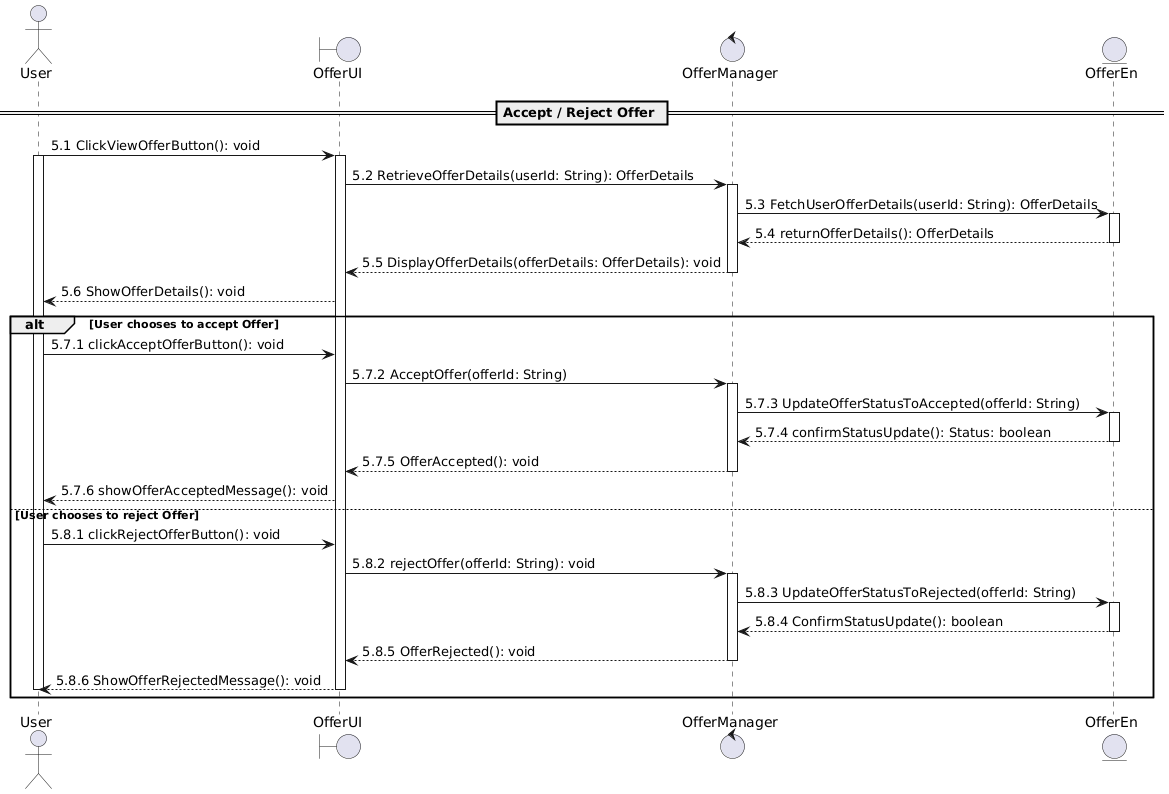 User
OfferUI
OfferManager
OfferEn
Accept / Reject Offer
5.1 ClickViewOfferButton(): void
5.2 RetrieveOfferDetails(userId: String): OfferDetails
5.3 FetchUserOfferDetails(userId: String): OfferDetails
5.4 returnOfferDetails(): OfferDetails
5.5 DisplayOfferDetails(offerDetails: OfferDetails): void
5.6 ShowOfferDetails(): void
alt [User chooses to accept Offer]
5.7.1 clickAcceptOfferButton(): void
5.7.2 AcceptOffer(offerId: String)
5.7.3 UpdateOfferStatusToAccepted(offerId: String)
5.7.4 confirmStatusUpdate(): Status: boolean
5.7.5 OfferAccepted(): void
5.7.6 showOfferAcceptedMessage(): void
[User chooses to reject Offer]
5.8.1 clickRejectOfferButton(): void
5.8.2 rejectOffer(offerId: String): void
5.8.3 UpdateOfferStatusToRejected(offerId: String)
5.8.4 ConfirmStatusUpdate(): boolean
5.8.5 OfferRejected(): void
5.8.6 ShowOfferRejectedMessage(): void
User
OfferUI
OfferManager
OfferEn